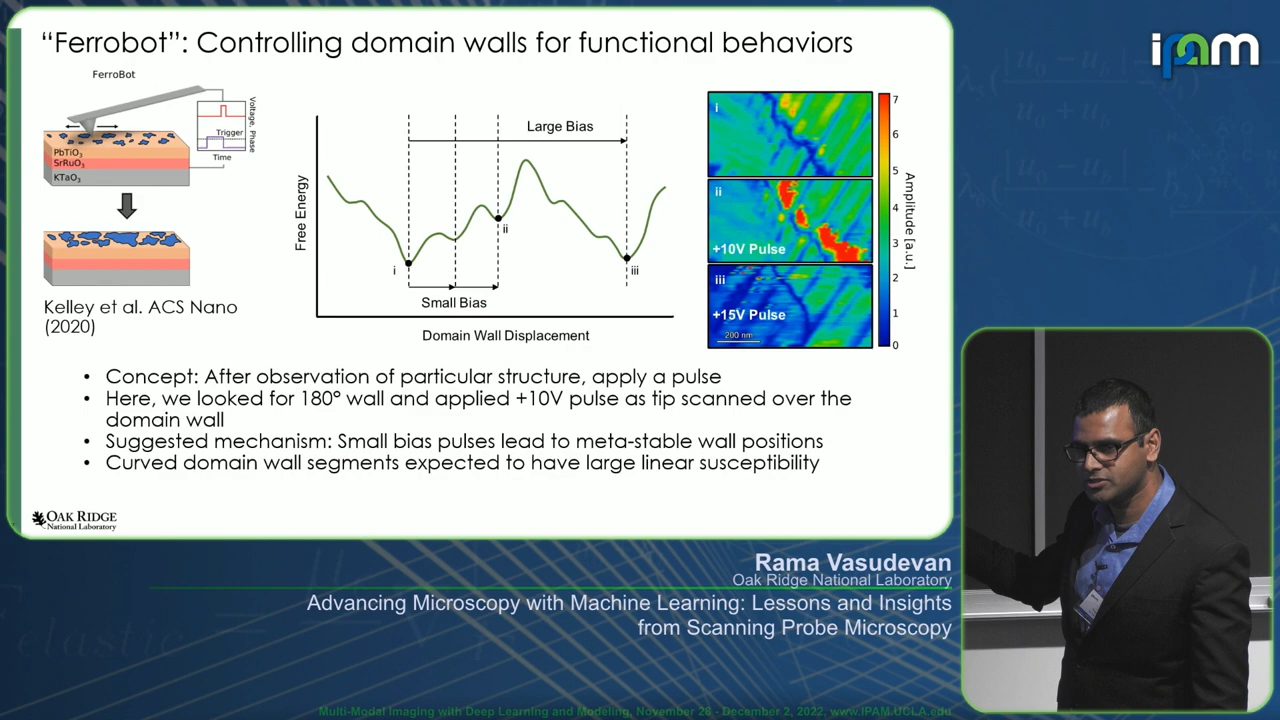 “Ferrobot”: Controlling domain walls for functional behaviors
ipam
FerroBot
Voltage, Phase
Trigger
Time
PbTiO3
SrRuO3
KTaO3
Kelley et al. ACS Nano
(2020)
Free Energy
Large Bias
i
ii
iii
Small Bias
Domain Wall Displacement
i
ii
+10V Pulse
iii
+15V Pulse
200 nm
7
6
5
4
3
2
1
0
Amplitude [a.u.]
• Concept: After observation of particular structure, apply a pulse
• Here, we looked for 180° wall and applied +10V pulse as tip scanned over the
domain wall
• Suggested mechanism: Small bias pulses lead to meta-stable wall positions
• Curved domain wall segments expected to have large linear susceptibility
OAK RIDGE
National Laboratory
Rama Vasudevan
Oak Ridge National Laboratory
Advancing Microscopy with Machine Learning: Lessons and Insights
from Scanning Probe Microscopy
elastic
Multi-Modal Imaging with Deep Learning and Modeling, November 28 - December 2, 2022, www.IPAM.UCLA.edu